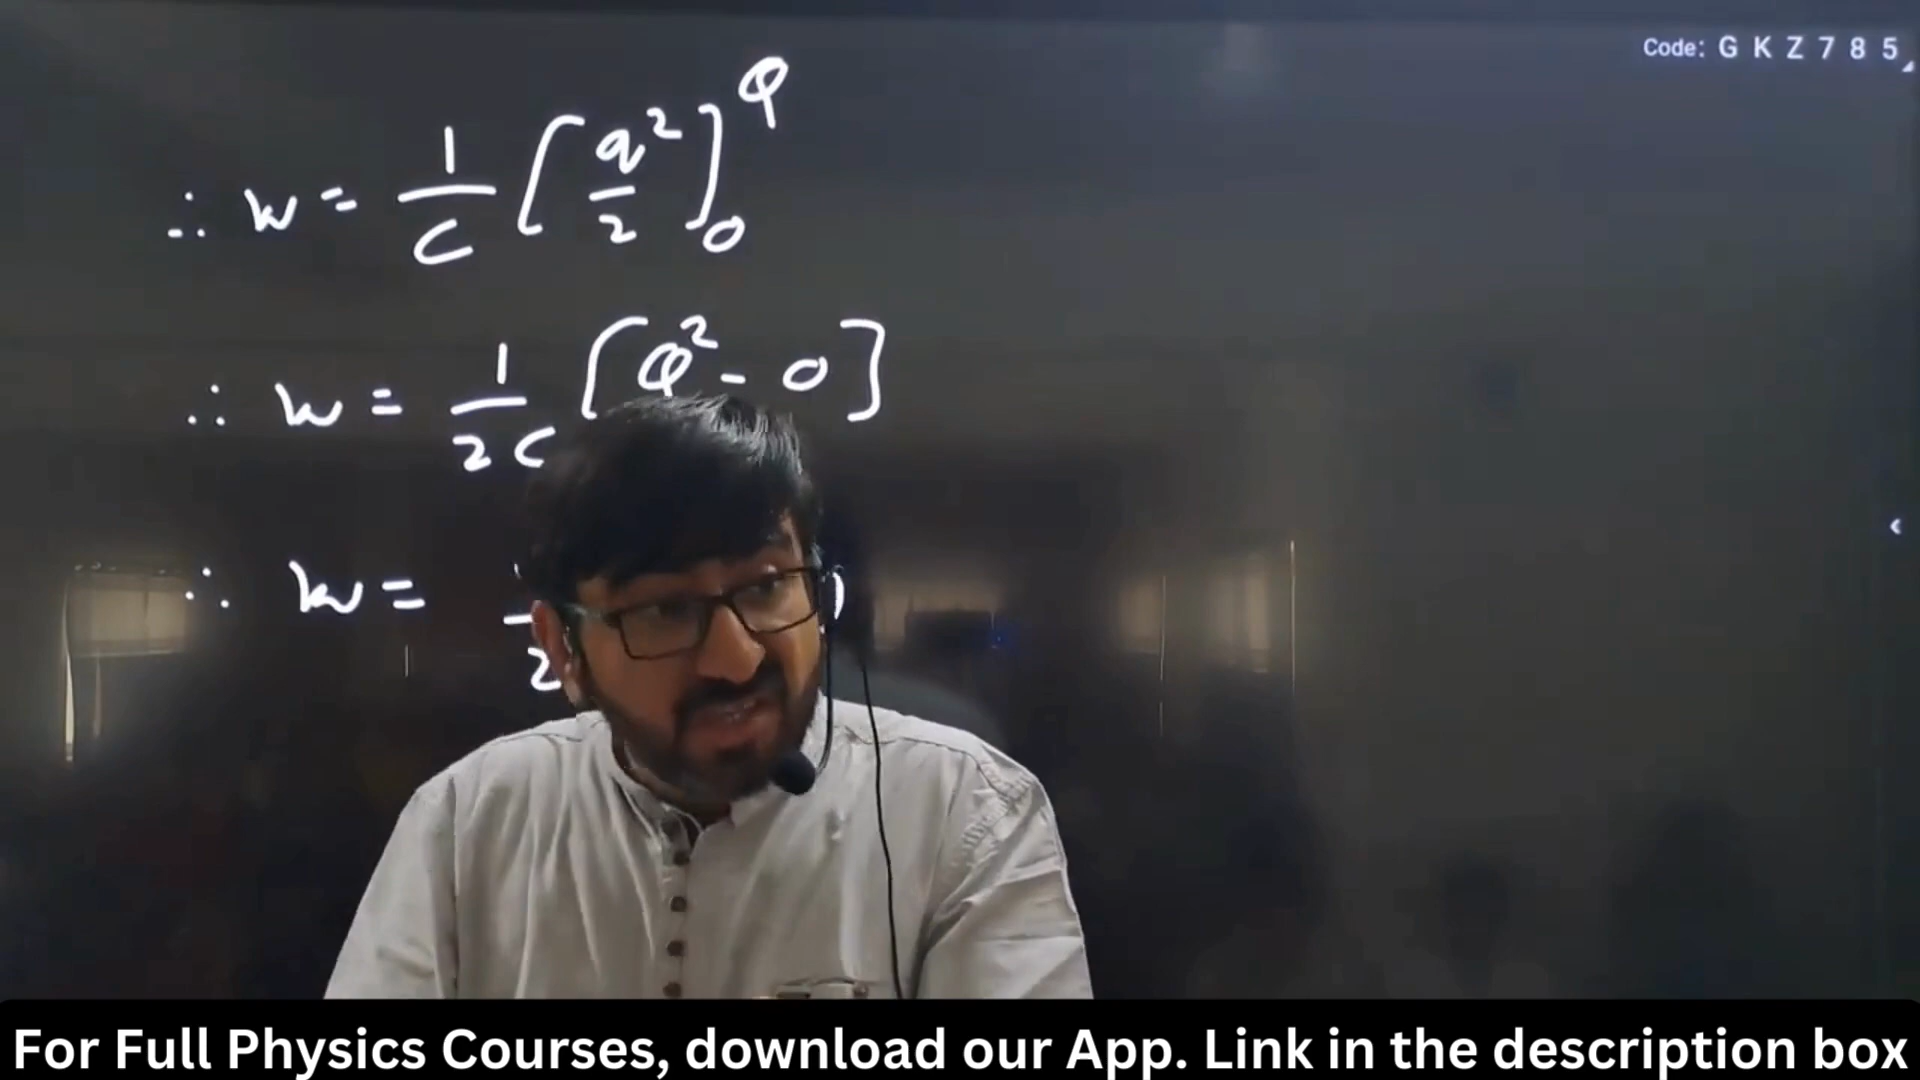 Code: G K Z 7 8 5
∴ W = 1/C [q²/2]₀^Q
∴ W = 1/2C [Q² - 0]
∴ W =
For Full Physics Courses, download our App. Link in the description box